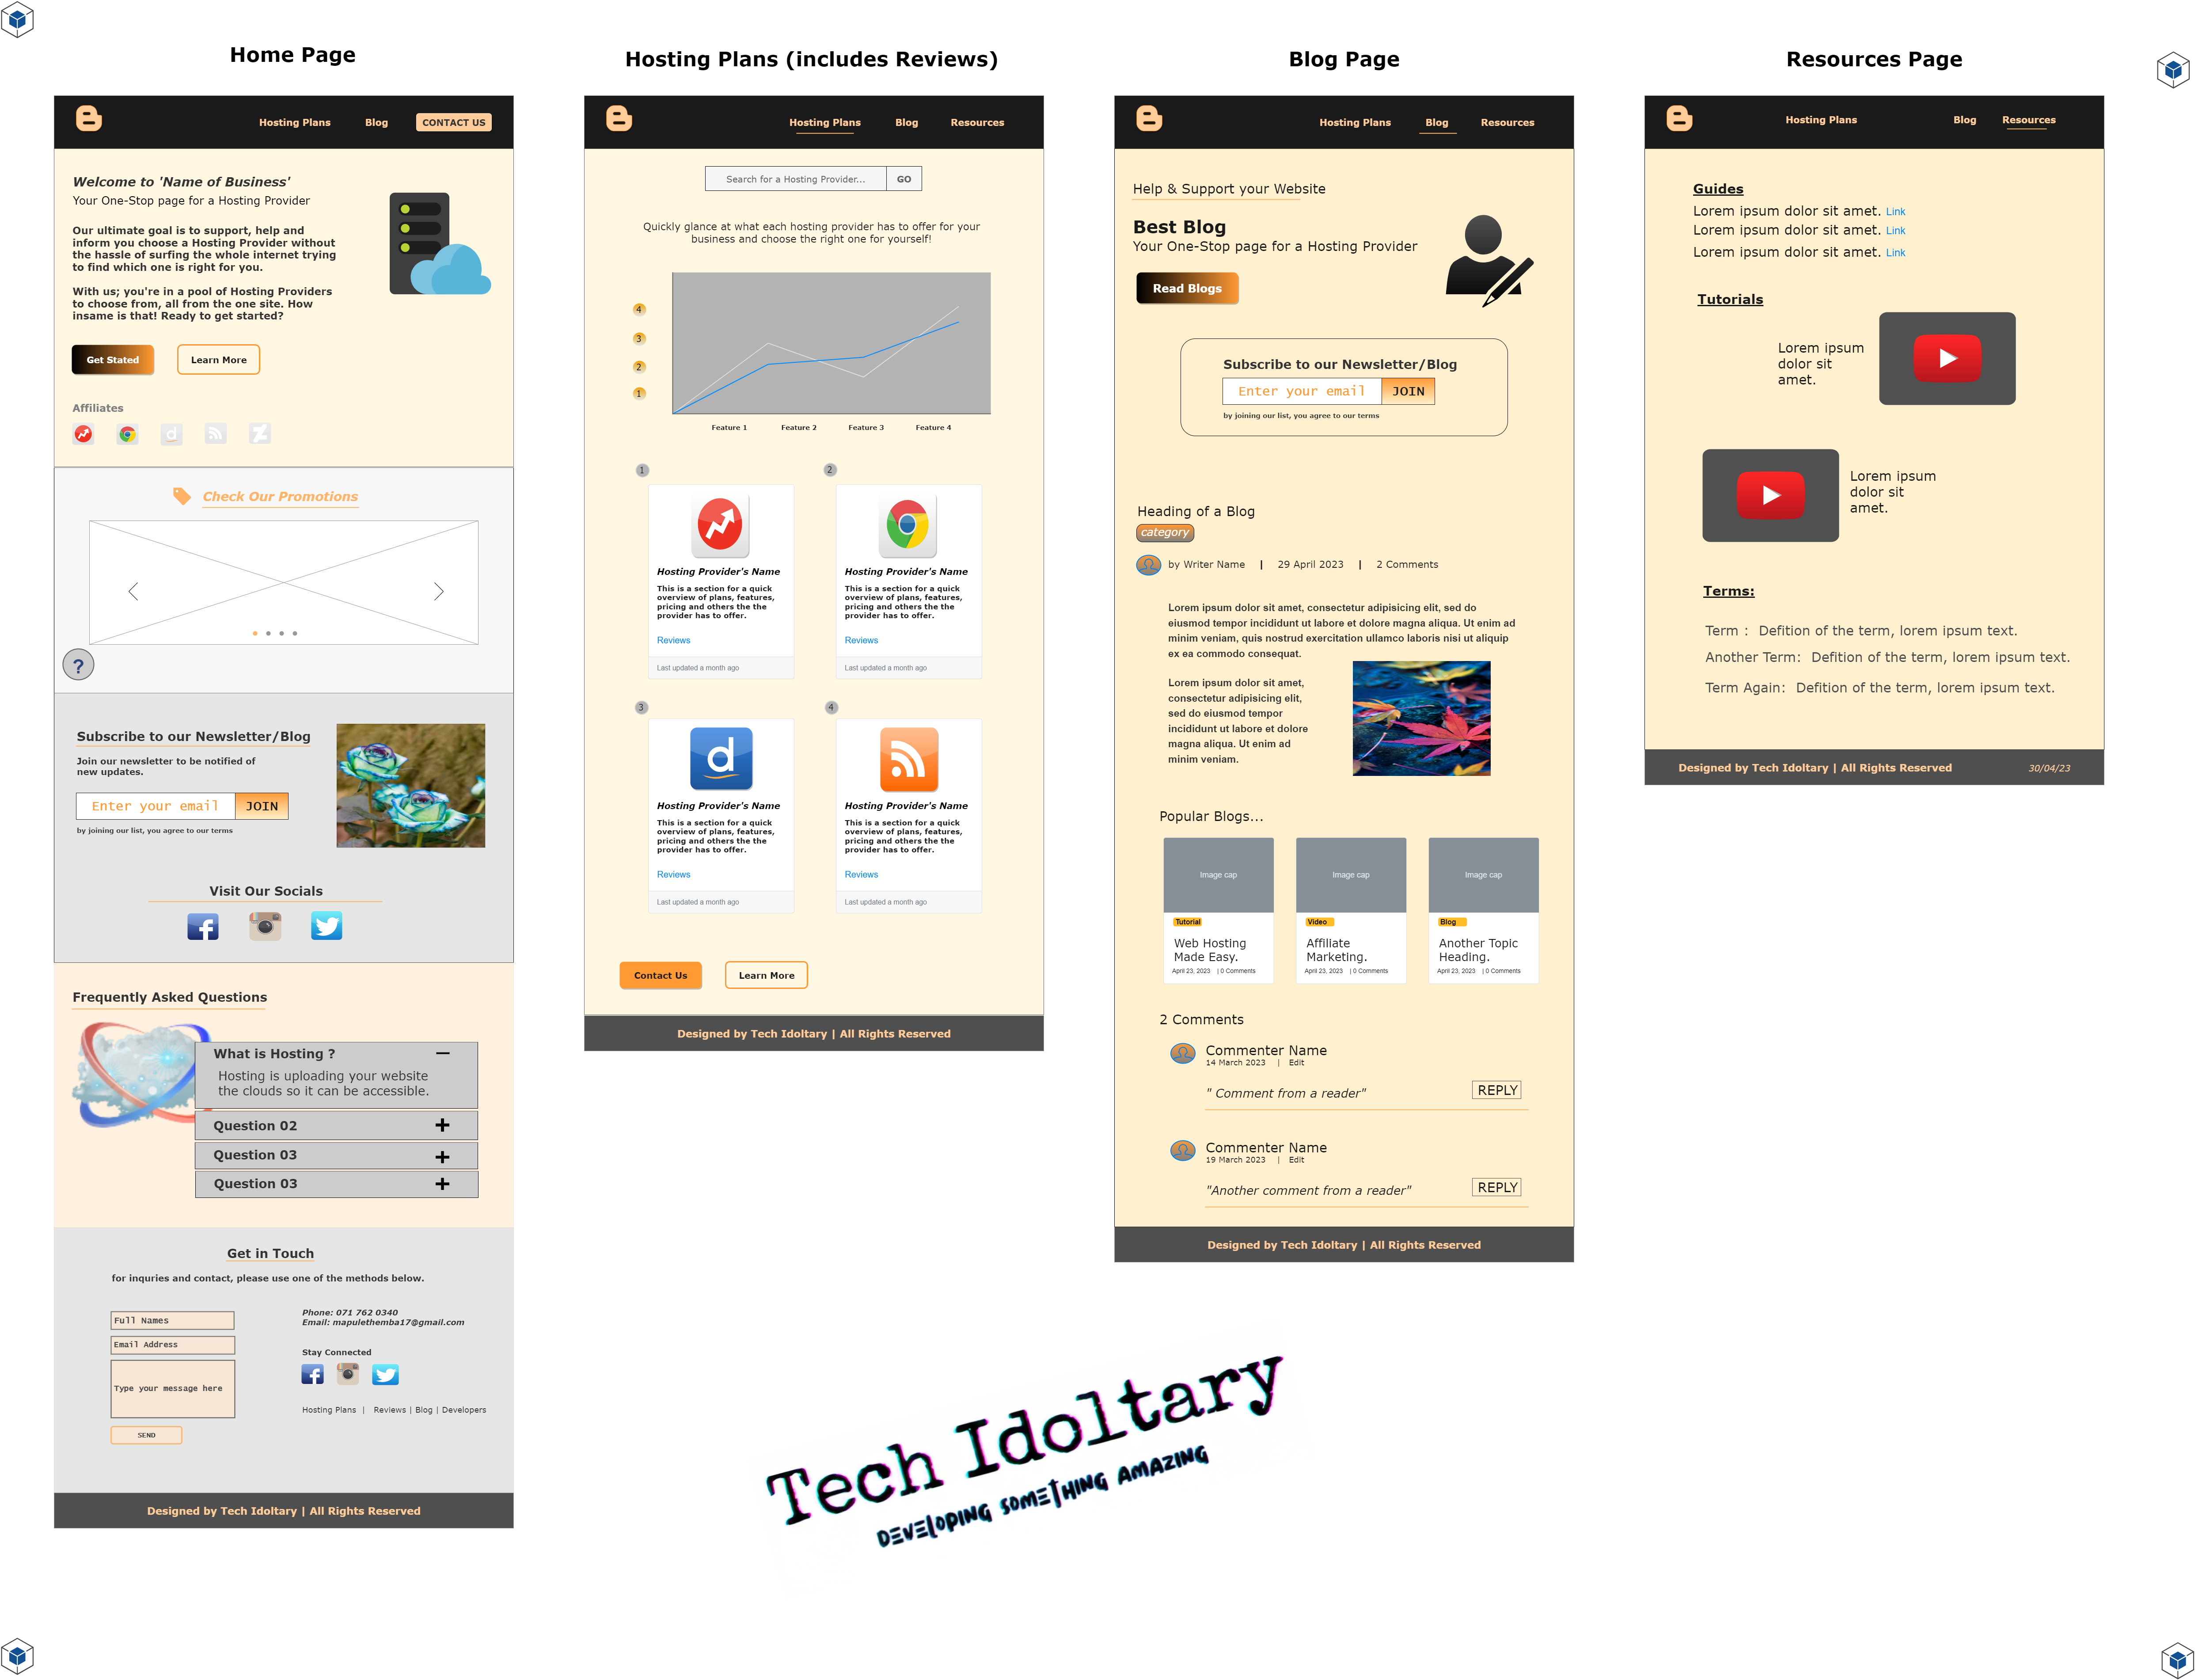 Home Page
Hosting Plans
Blog
CONTACT US
Welcome to 'Name of Business'
Your One-Stop page for a Hosting Provider
Our ultimate goal is to support, help and
inform you choose a Hosting Provider without
the hassle of surfing the whole internet trying
to find which one is right for you.
With us; you're in a pool of Hosting Providers
to choose from, all from the one site. How
insame is that! Ready to get started?
Get Stated
Learn More
Affiliates
d
Check Our Promotions
?
Subscribe to our Newsletter/Blog
Join our newsletter to be notified of
new updates.
Enter your email
JOIN
by joining our list, you agree to our terms
Visit Our Socials
Frequently Asked Questions
What is Hosting ?
Hosting is uploading your website
the clouds so it can be accessible.
Question 02
Question 03
Question 03
Get in Touch
for inquries and contact, please use one of the methods below.
Full Names
Email Address
Type your message here
SEND
Phone: 071 762 0340
Email: mapulethemba17@gmail.com
Stay Connected
Hosting Plans | Reviews | Blog | Developers
Designed by Tech Idoltary | All Rights Reserved
Hosting Plans (includes Reviews)
Hosting Plans
Blog
Resources
Search for a Hosting Provider...
GO
Quickly glance at what each hosting provider has to offer for your
business and choose the right one for yourself!
4
3
2
1
Feature 1
Feature 2
Feature 3
Feature 4
1
Hosting Provider's Name
This is a section for a quick
overview of plans, features,
pricing and others the the
provider has to offer.
Reviews
Last updated a month ago
2
Hosting Provider's Name
This is a section for a quick
overview of plans, features,
pricing and others the the
provider has to offer.
Reviews
Last updated a month ago
3
d
Hosting Provider's Name
This is a section for a quick
overview of plans, features,
pricing and others the the
provider has to offer.
Reviews
Last updated a month ago
4
Hosting Provider's Name
This is a section for a quick
overview of plans, features,
pricing and others the the
provider has to offer.
Reviews
Last updated a month ago
Contact Us
Learn More
Designed by Tech Idoltary | All Rights Reserved
Blog Page
Hosting Plans
Blog
Resources
Help & Support your Website
Best Blog
Your One-Stop page for a Hosting Provider
Read Blogs
Subscribe to our Newsletter/Blog
Enter your email
JOIN
by joining our list, you agree to our terms
Heading of a Blog
category
by Writer Name | 29 April 2023 | 2 Comments
Lorem ipsum dolor sit amet, consectetur adipisicing elit, sed do
eiusmod tempor incididunt ut labore et dolore magna aliqua. Ut enim ad
minim veniam, quis nostrud exercitation ullamco laboris nisi ut aliquip
ex ea commodo consequat.
Lorem ipsum dolor sit amet,
consectetur adipisicing elit,
sed do eiusmod tempor
incididunt ut labore et dolore
magna aliqua. Ut enim ad
minim veniam.
Popular Blogs...
Image cap
Tutorial
Web Hosting
Made Easy.
April 23, 2023 | 0 Comments
Image cap
Video
Affiliate
Marketing.
April 23, 2023 | 0 Comments
Image cap
Blog
Another Topic
Heading.
April 23, 2023 | 0 Comments
2 Comments
Commenter Name
14 March 2023 | Edit
" Comment from a reader"
REPLY
Commenter Name
19 March 2023 | Edit
"Another comment from a reader"
REPLY
Designed by Tech Idoltary | All Rights Reserved
Resources Page
Hosting Plans
Blog
Resources
Guides
Lorem ipsum dolor sit amet. Link
Lorem ipsum dolor sit amet. Link
Lorem ipsum dolor sit amet. Link
Tutorials
Lorem ipsum
dolor sit
amet.
Lorem ipsum
dolor sit
amet.
Terms:
Term : Defition of the term, lorem ipsum text.
Another Term: Defition of the term, lorem ipsum text.
Term Again: Defition of the term, lorem ipsum text.
Designed by Tech Idoltary | All Rights Reserved
30/04/23
Tech Idoltary
DEVELOPING SOMETHING AMAZING